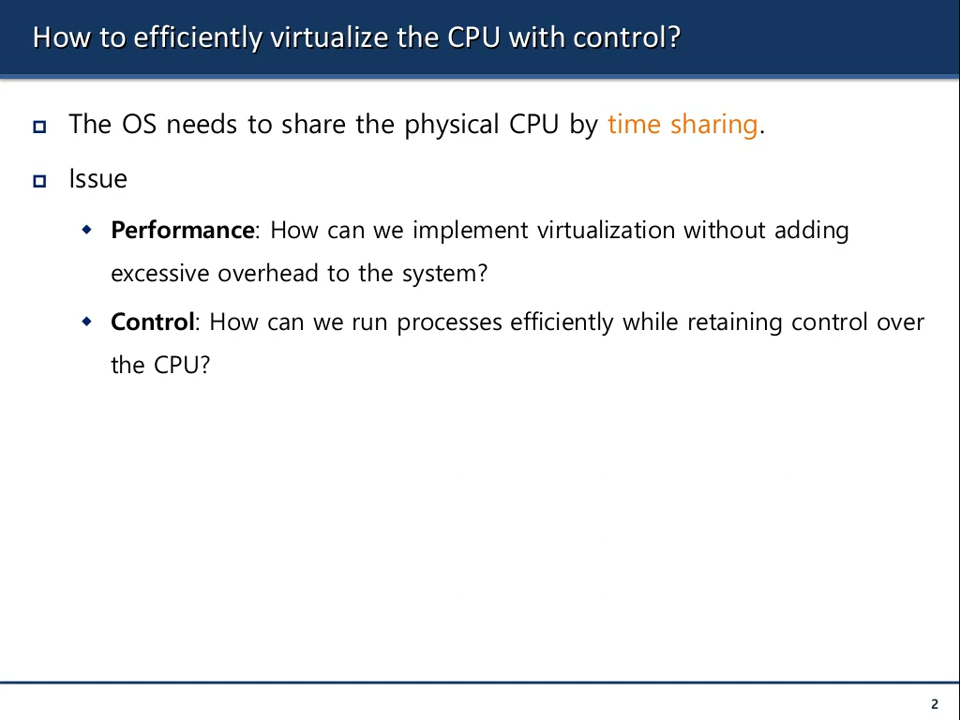 How to efficiently virtualize the CPU with control?
The OS needs to share the physical CPU by time sharing.
Issue
Performance: How can we implement virtualization without adding
excessive overhead to the system?
Control: How can we run processes efficiently while retaining control over
the CPU?
2